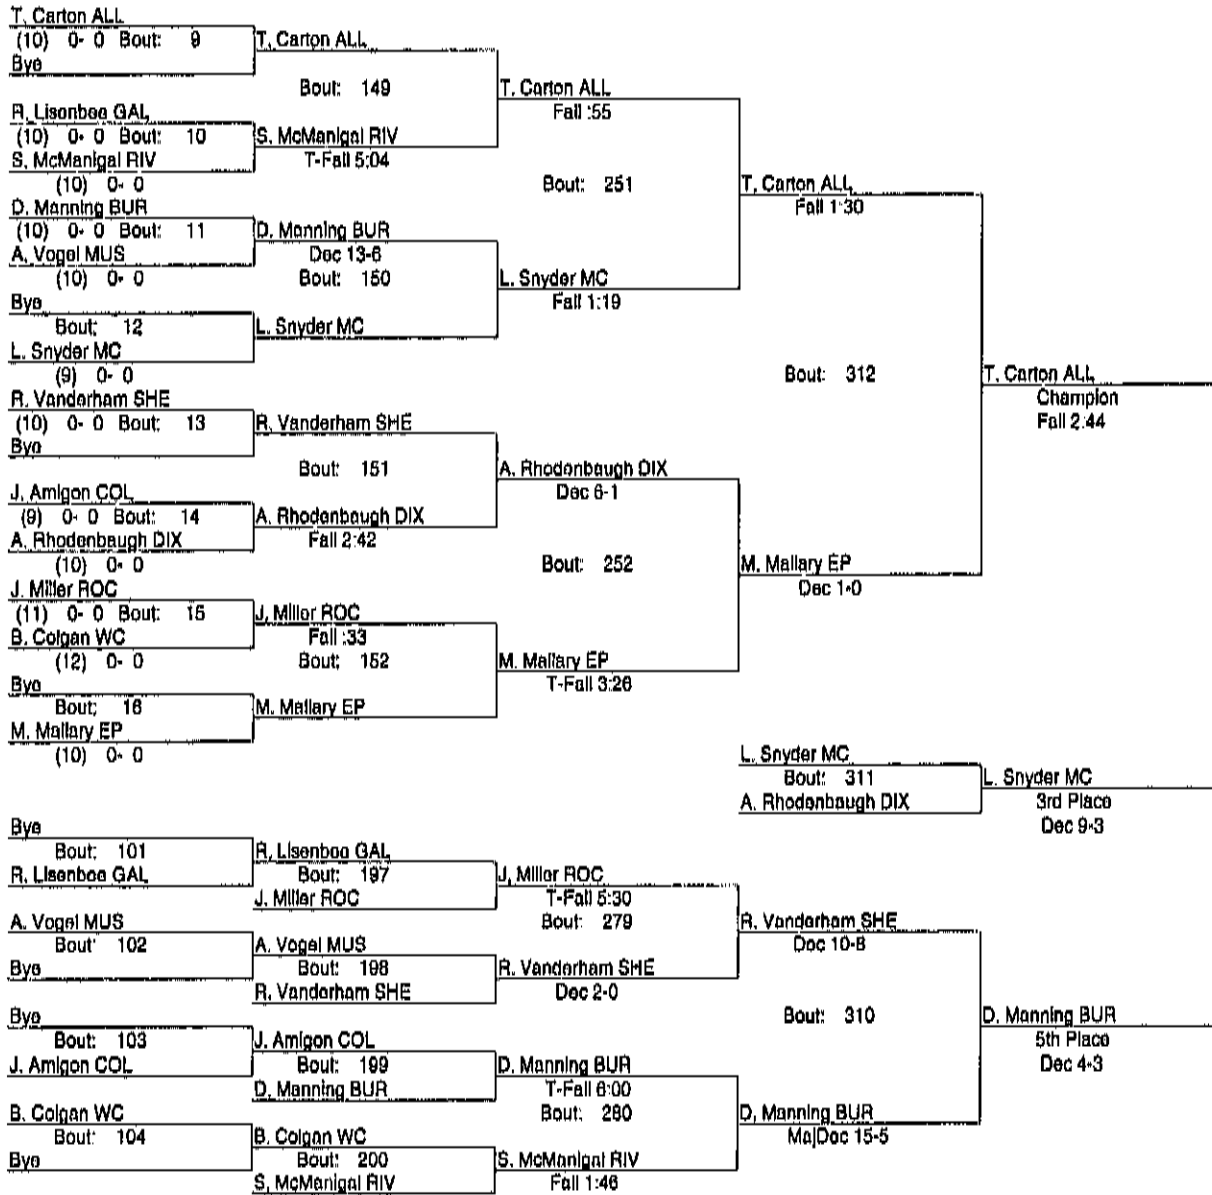 T. Carton ALL
(10) 0- 0 Bout: 9
Bye
T. Carton ALL
Bout: 149
R. Lisenbee GAL
(10) 0- 0 Bout: 10
S. McManigal RIV
(10) 0- 0
S. McManigal RIV
T-Fall 5:04
T. Carton ALL
Fall :55
Bout: 251
D. Manning BUR
(10) 0- 0 Bout: 11
A. Vogel MUS
(10) 0- 0
D. Manning BUR
Dec 13-6
Bout: 150
Bye
Bout: 12
L. Snyder MC
(9) 0- 0
L. Snyder MC
L. Snyder MC
Fall 1:19
T. Carton ALL
Fall 1:30
Bout: 312
R. Vanderham SHE
(10) 0- 0 Bout: 13
Bye
R. Vanderham SHE
Bout: 151
J. Amigon COL
(9) 0- 0 Bout: 14
A. Rhodenbaugh DIX
(10) 0- 0
A. Rhodenbaugh DIX
Fall 2:42
A. Rhodenbaugh DIX
Dec 6-1
Bout: 252
J. Miller ROC
(11) 0- 0 Bout: 15
B. Colgan WC
(12) 0- 0
J. Miller ROC
Fall :33
Bout: 152
Bye
Bout: 16
M. Mallary EP
(10) 0- 0
M. Mallary EP
M. Mallary EP
T-Fall 3:26
M. Mallary EP
Dec 1-0
T. Carton ALL
Champion
Fall 2:44
L. Snyder MC
Bout: 311
A. Rhodenbaugh DIX
L. Snyder MC
3rd Place
Dec 9-3
Bye
Bout: 101
R. Lisenbee GAL
R. Lisenbee GAL
Bout: 197
J. Miller ROC
J. Miller ROC
T-Fall 5:30
Bout: 279
A. Vogel MUS
Bout: 102
Bye
A. Vogel MUS
Bout: 198
R. Vanderham SHE
R. Vanderham SHE
Dec 2-0
R. Vanderham SHE
Dec 10-8
Bout: 310
Bye
Bout: 103
J. Amigon COL
J. Amigon COL
Bout: 199
D. Manning BUR
D. Manning BUR
T-Fall 6:00
Bout: 280
B. Colgan WC
Bout: 104
Bye
B. Colgan WC
Bout: 200
S. McManigal RIV
S. McManigal RIV
Fall 1:46
D. Manning BUR
MajDec 15-5
D. Manning BUR
5th Place
Dec 4-3